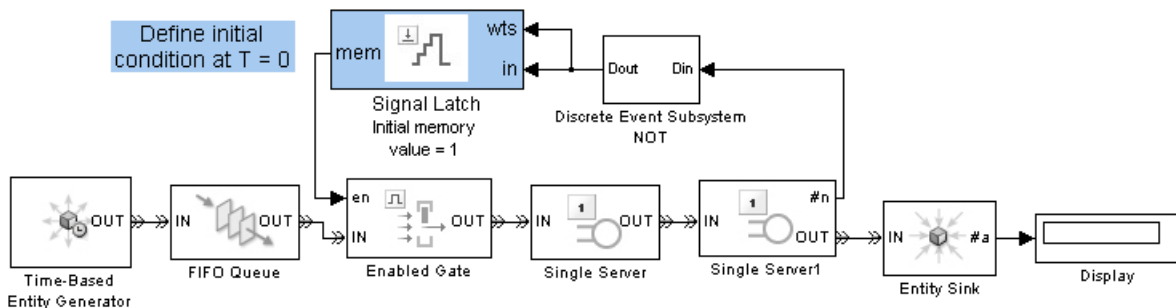 Define initial
condition at T = 0
mem
wts
in
Signal Latch
Initial memory
value = 1
Dout
Din
Discrete Event Subsystem
NOT
OUT
Time-Based
Entity Generator
IN
OUT
FIFO Queue
en
IN
OUT
Enabled Gate
IN
1
OUT
Single Server
IN
1
#n
OUT
Single Server1
IN
#a
Entity Sink
Display